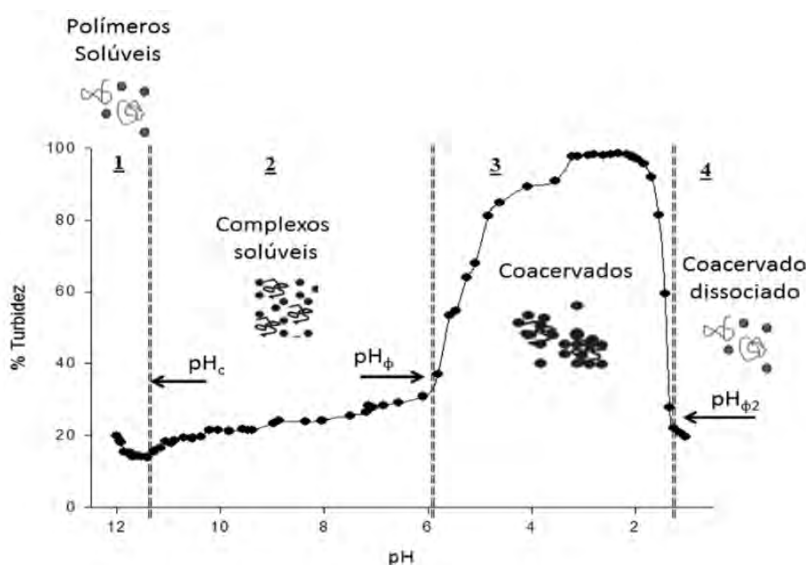 Polímeros
Solúveis
100
80
60
40
20
0
% Turbidez
1
2
3
4
Complexos
solúveis
Coacervados
Coacervado
dissociado
pHc
pHϕ
pHϕ2
12
10
8
6
4
2
pH